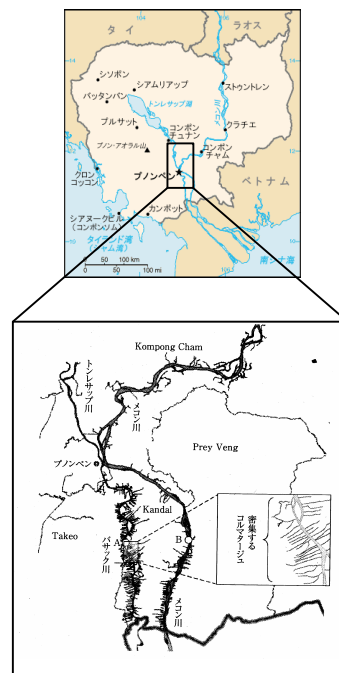 104
106
タイ
ラオス
シソポン
シアムリアップ
バッタンバン
ストゥントレン
トンレサップ湖
メコン川
プルサット
コンポン
チュナン
クラチエ
プノン・アオラル山
コンポン
チャム
クロン
コッコン
プノンペン
ベトナム
カンポット
シアヌークビル
(コンポンソム)
タイランド湾
(シャム湾)
南シナ海
0 50 100 km
0 50 100 mi
Kompong Cham
トンレサップ川
メコン川
Prey Veng
プノンペン
Kandal
密集する
コルマタージュ
Takeo
A
B
バサック川
メコン川